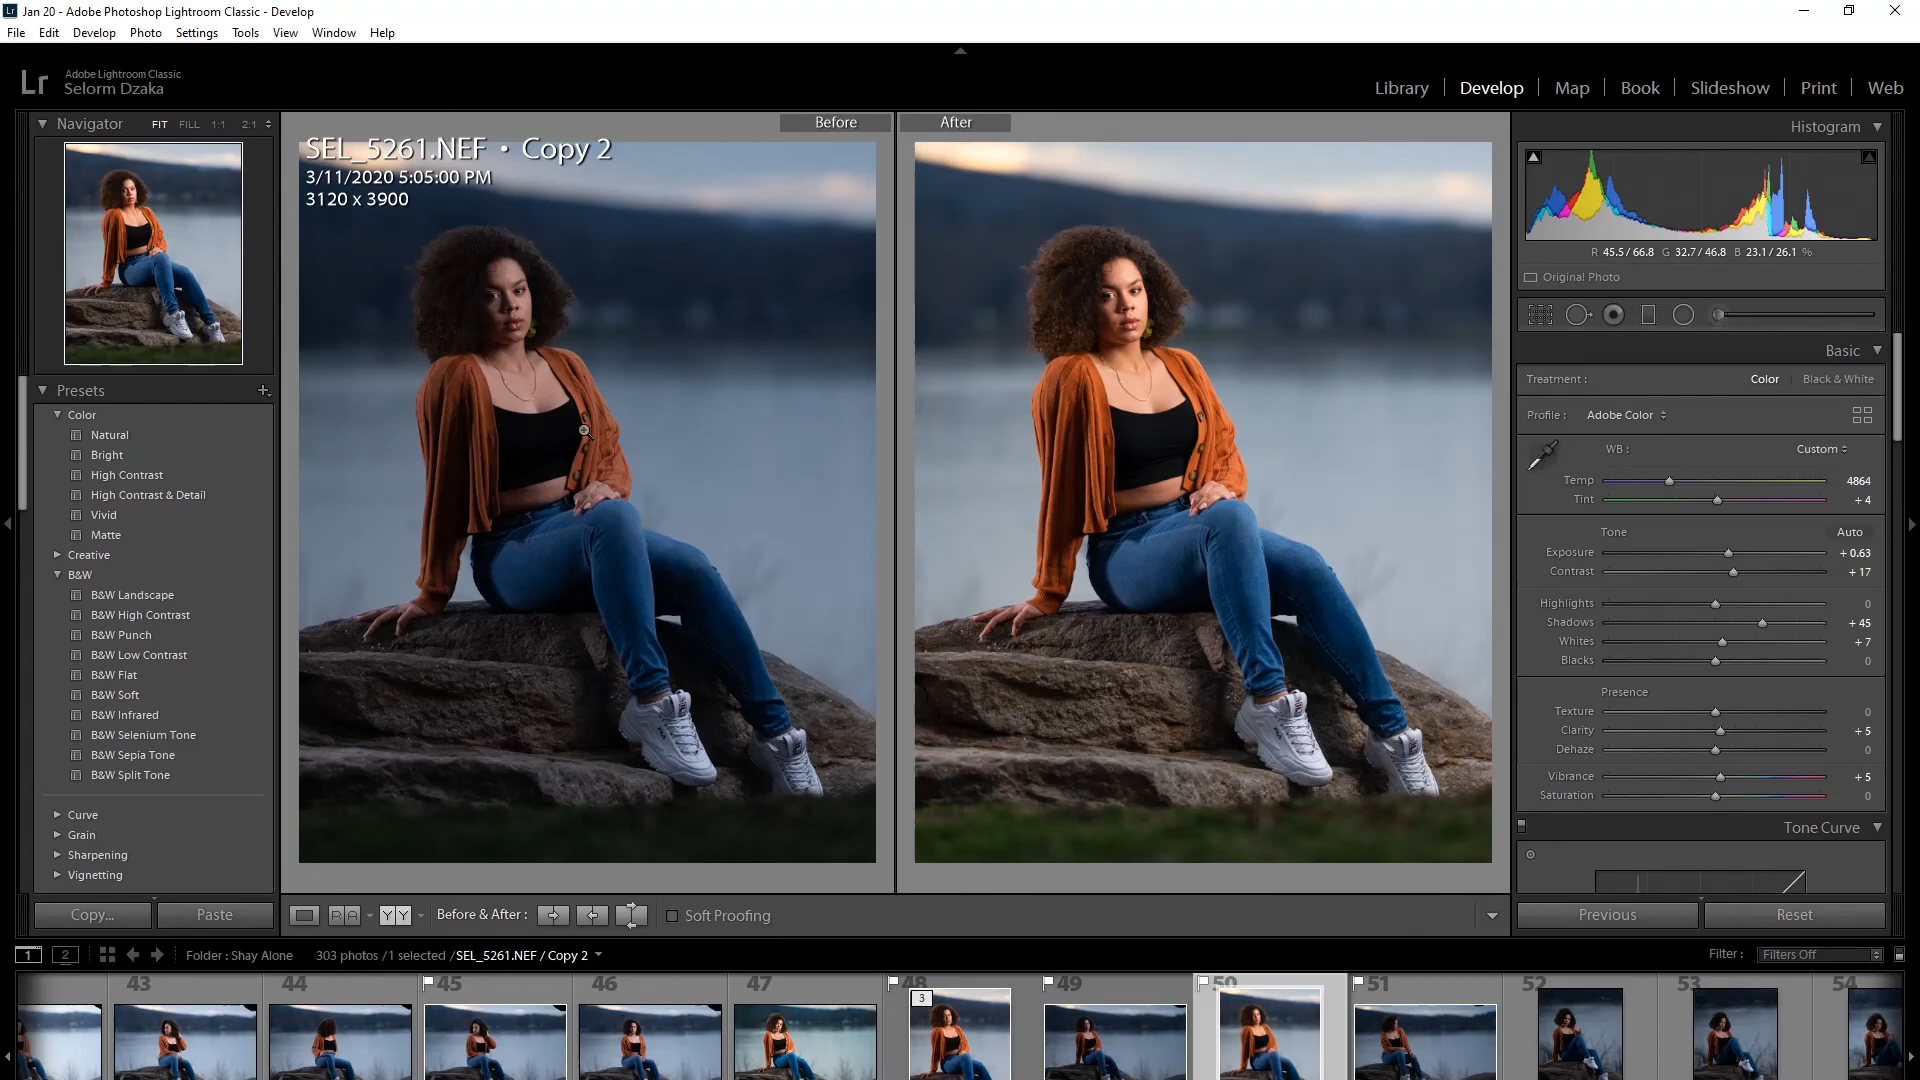 Jan 20 - Adobe Photoshop Lightroom Classic - Develop
File Edit Develop Photo Settings Tools View Window Help
Lr
Adobe Lightroom Classic
Selorm Dzaka
Library Develop Map Book Slideshow Print Web
Navigator FIT FILL 1:1 2:1
Presets
Color
Natural
Bright
High Contrast
High Contrast & Detail
Vivid
Matte
Creative
B&W
B&W Landscape
B&W High Contrast
B&W Punch
B&W Low Contrast
B&W Flat
B&W Soft
B&W Infrared
B&W Selenium Tone
B&W Sepia Tone
B&W Split Tone
Curve
Grain
Sharpening
Vignetting
Copy... Paste
Before After
SEL_5261.NEF • Copy 2
3/11/2020 5:05:00 PM
3120 x 3900
Histogram
R 45.5 / 66.8 G 32.7 / 46.8 B 23.1 / 26.1 %
Original Photo
Basic
Treatment : Color Black & White
Profile : Adobe Color
WB : Custom
Temp 4864
Tint + 4
Tone Auto
Exposure + 0.63
Contrast + 17
Highlights 0
Shadows + 45
Whites + 7
Blacks 0
Presence
Texture 0
Clarity + 5
Dehaze 0
Vibrance + 5
Saturation 0
Tone Curve
Previous Reset
R A Y Y Before & After : Soft Proofing
1 2 Folder : Shay Alone 303 photos / 1 selected / SEL_5261.NEF / Copy 2 Filter : Filters Off
43 44 45 46 47 48 49 50 51 52 53 54
3